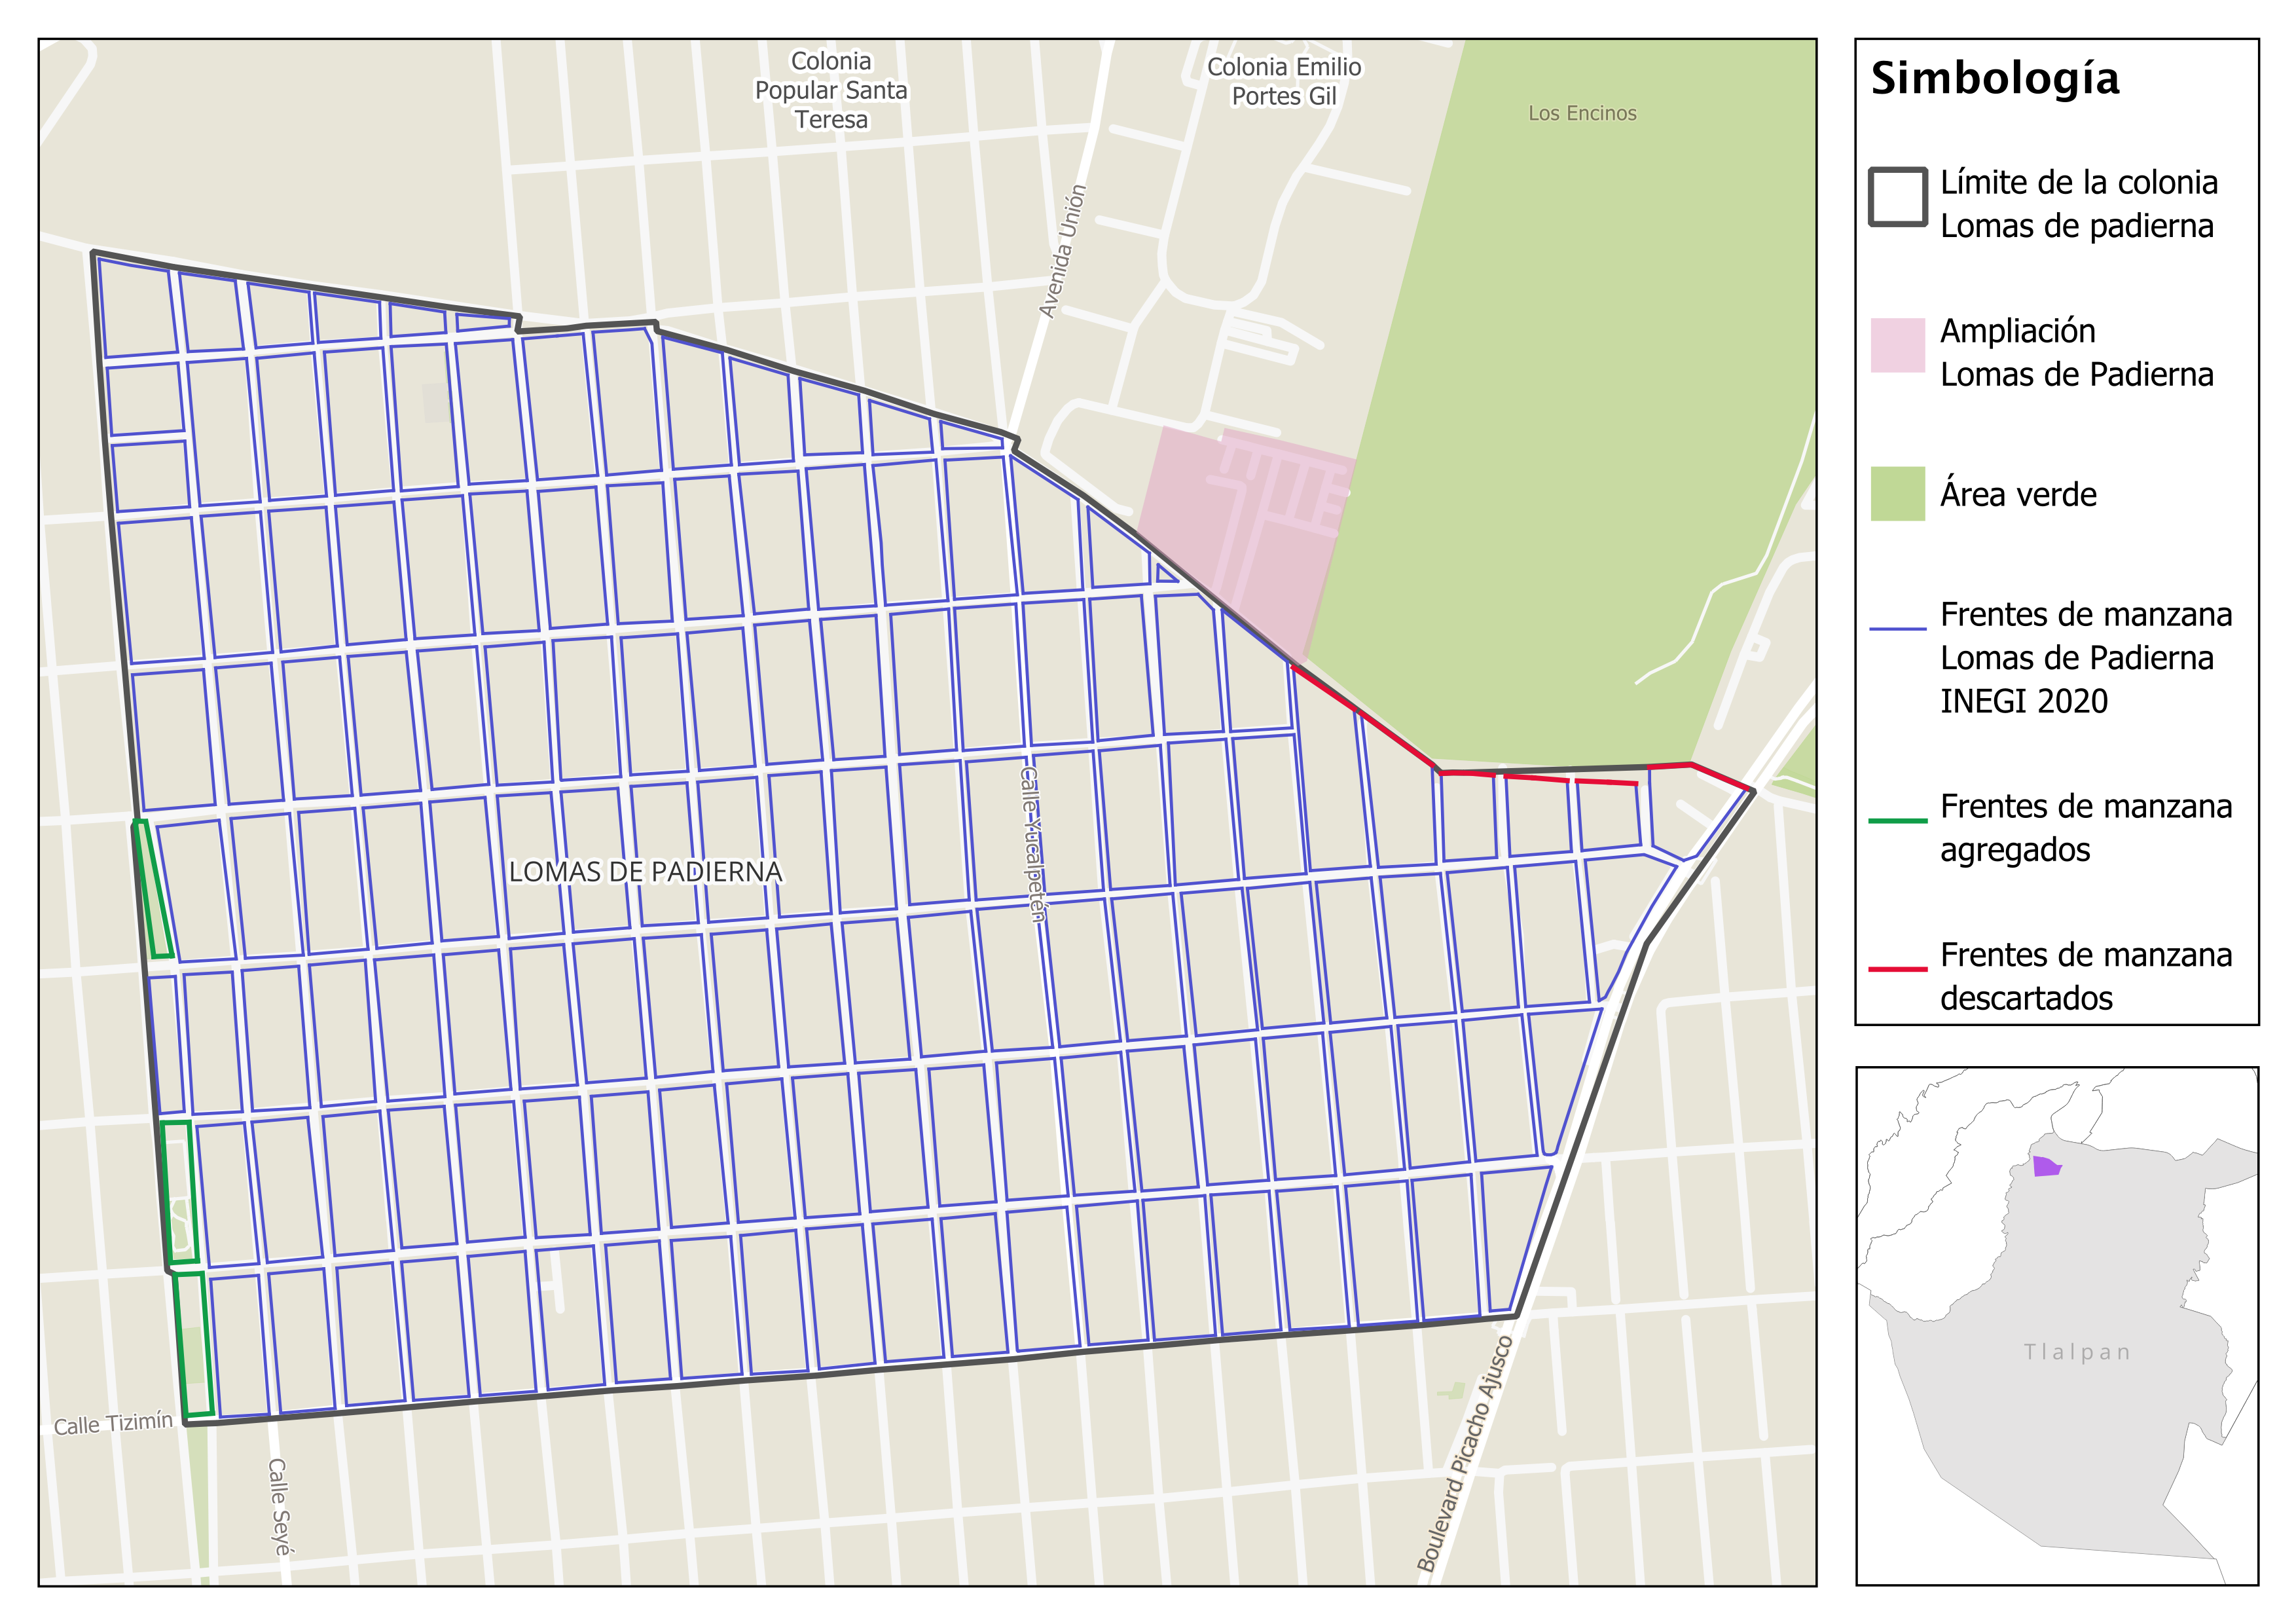 Colonia
Popular Santa
Teresa
Colonia Emilio
Portes Gil
Los Encinos
Avenida Unión
LOMAS DE PADIERNA
Calle Yucalpetén
Calle Tizimín
Calle Seyé
Boulevard Picacho Ajusco
Simbología
Límite de la colonia
Lomas de padierna
Ampliación
Lomas de Padierna
Área verde
Frentes de manzana
Lomas de Padierna
INEGI 2020
Frentes de manzana
agregados
Frentes de manzana
descartados
Tlalpan